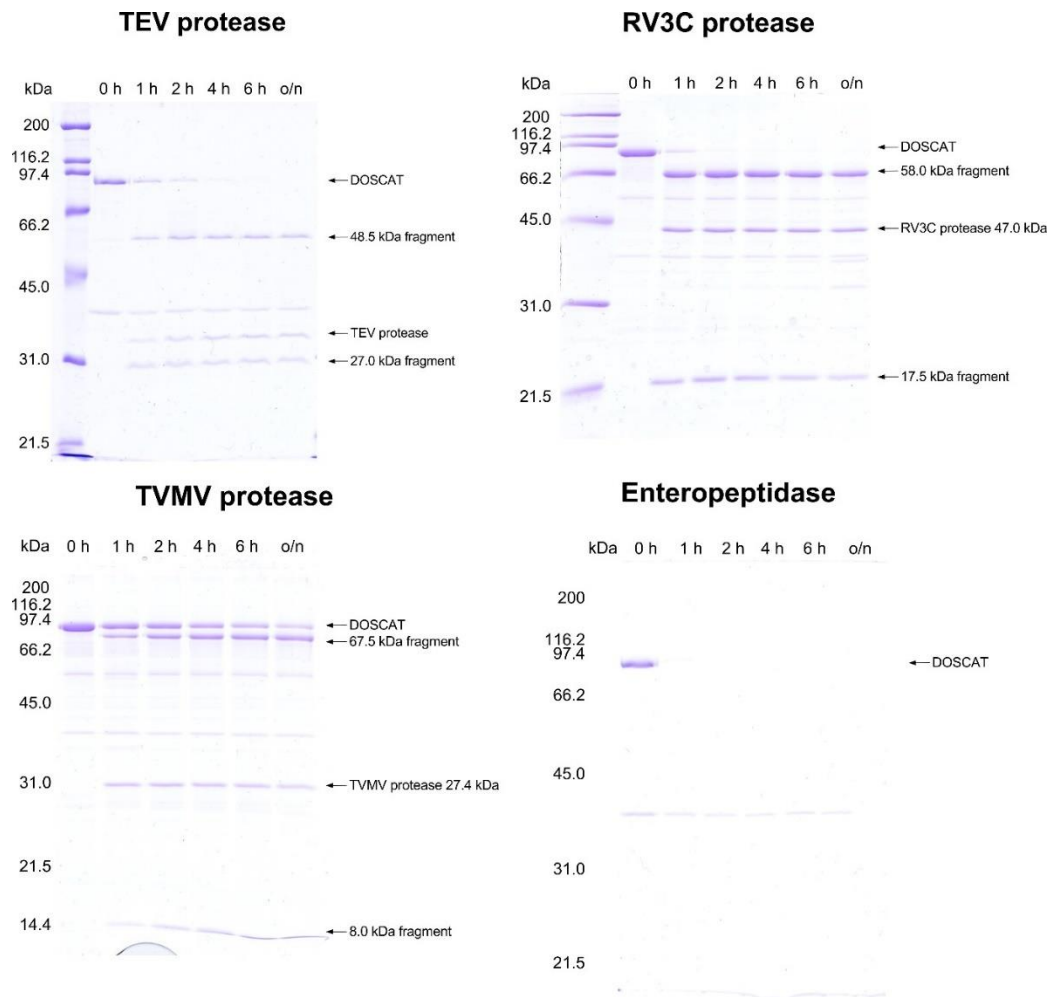 TEV protease
kDa 0 h 1 h 2 h 4 h 6 h o/n
200
116.2
97.4
66.2
45.0
31.0
21.5
DOSCAT
48.5 kDa fragment
TEV protease
27.0 kDa fragment
RV3C protease
kDa 0 h 1 h 2 h 4 h 6 h o/n
200
116.2
97.4
66.2
45.0
31.0
21.5
DOSCAT
58.0 kDa fragment
RV3C protease 47.0 kDa
17.5 kDa fragment
TVMV protease
kDa 0 h 1 h 2 h 4 h 6 h o/n
200
116.2
97.4
66.2
45.0
31.0
21.5
14.4
DOSCAT
67.5 kDa fragment
TVMV protease 27.4 kDa
8.0 kDa fragment
Enteropeptidase
kDa 0 h 1 h 2 h 4 h 6 h o/n
200
116.2
97.4
66.2
45.0
31.0
21.5
DOSCAT